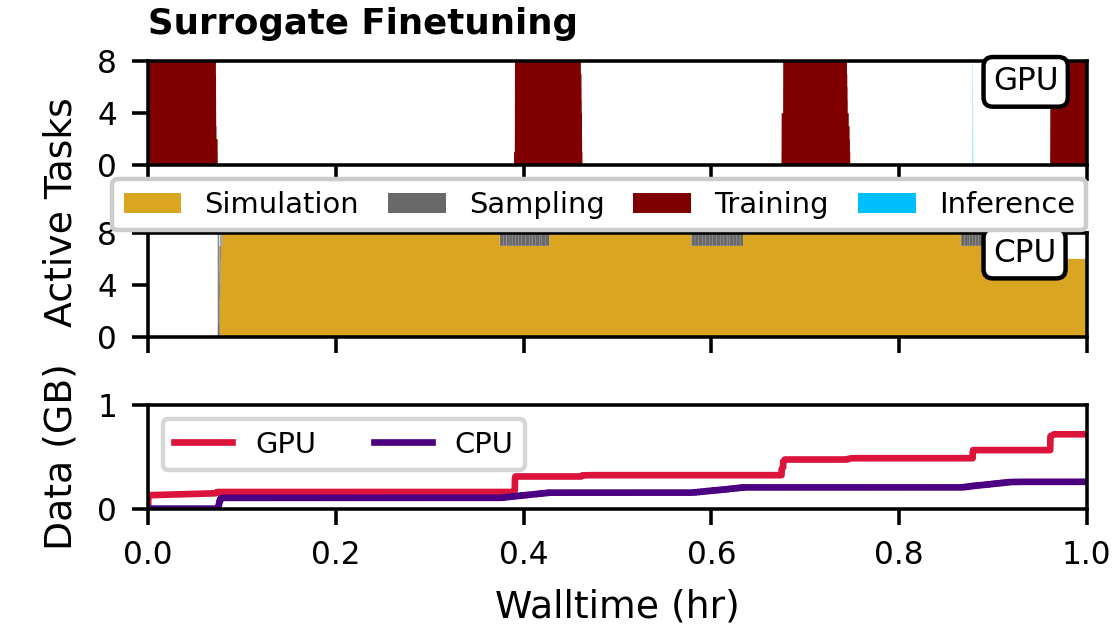 Surrogate Finetuning
Active Tasks
8
4
0
GPU
Simulation Sampling Training Inference
8
4
0
CPU
Data (GB)
1
0
GPU CPU
0.0 0.2 0.4 0.6 0.8 1.0
Walltime (hr)